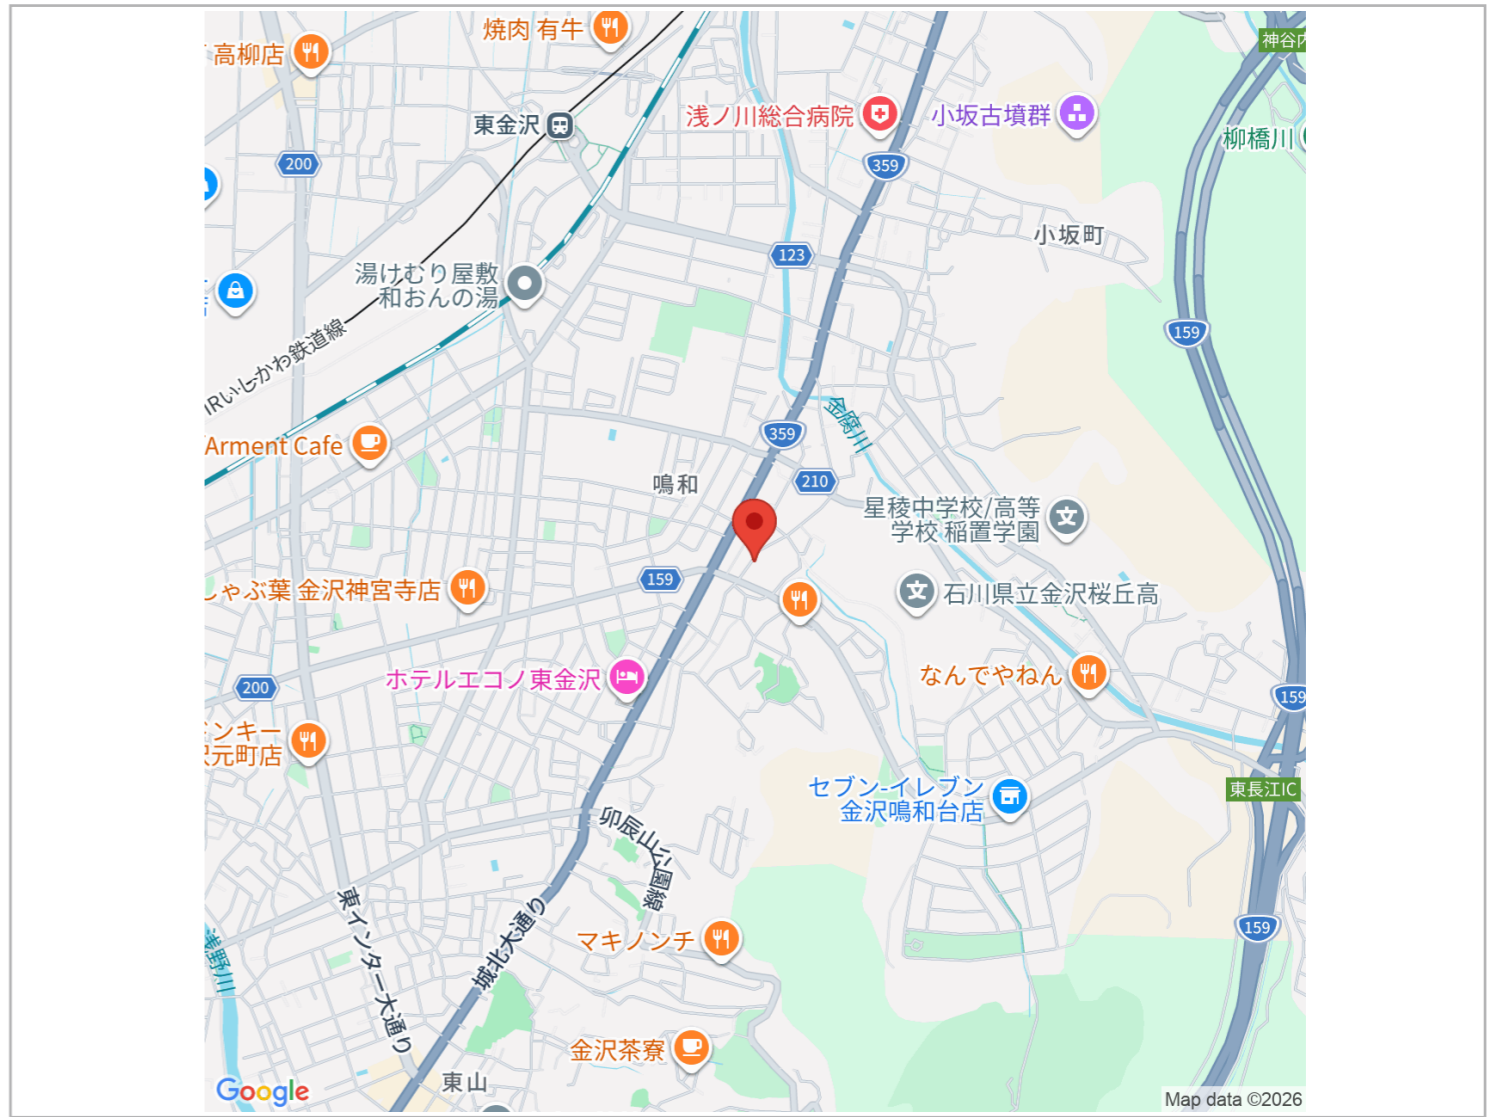 焼肉 有牛
高柳店
神谷内
東金沢
浅ノ川総合病院
小坂古墳群
柳橋川
200
359
小坂町
123
湯けむり屋敷
和おんの湯
店
159
IRいしかわ鉄道線
金腐川
Arment Cafe
359
鳴和
210
星稜中学校/高等
学校 稲置学園
しゃぶ葉 金沢神宮寺店
159
石川県立金沢桜丘高
ホテルエコノ東金沢
なんでやねん
200
159
ドンキー
沢元町店
セブン-イレブン
金沢鳴和台店
東長江IC
卯辰山公園線
東インター大通り
城北大通り
マキノンチ
159
浅野川
金沢茶寮
東山
Google
Map data ©2026